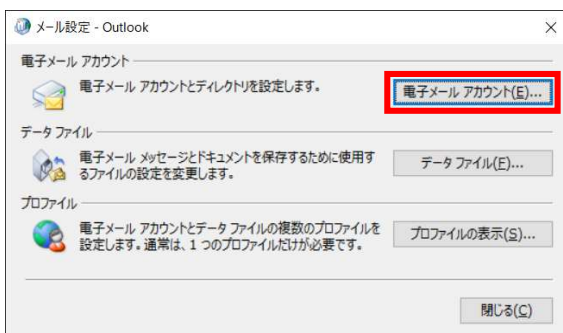 メール設定 - Outlook
電子メール アカウント
電子メール アカウントとディレクトリを設定します。
電子メール アカウント(E)...
データ ファイル
電子メール メッセージとドキュメントを保存するために使用す
るファイルの設定を変更します。
データ ファイル(F)...
プロファイル
電子メール アカウントとデータ ファイルの複数のプロファイルを
設定します。通常は、1 つのプロファイルだけが必要です。
プロファイルの表示(S)...
閉じる(C)